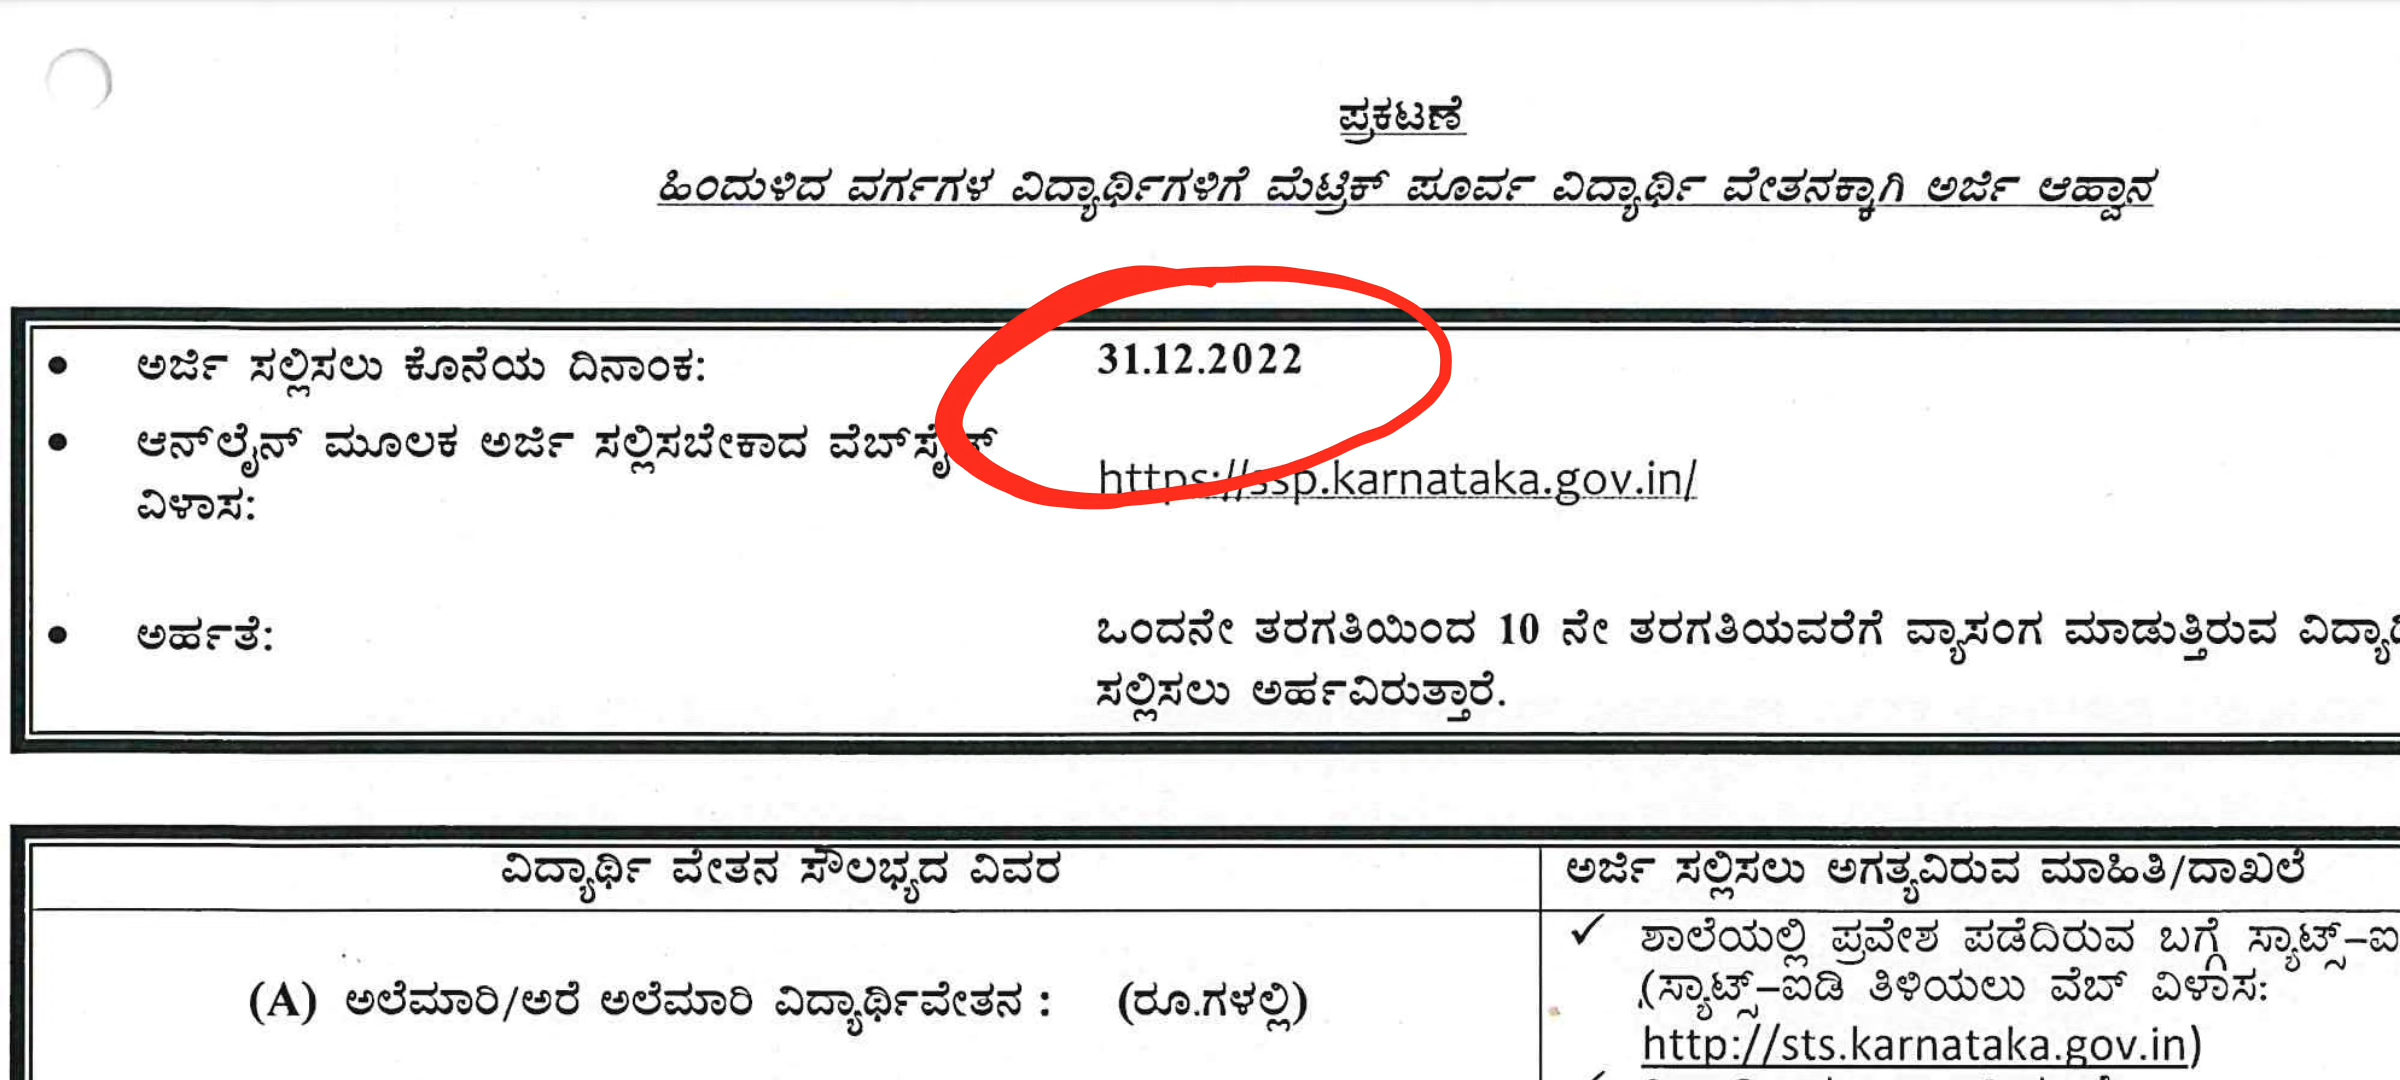 ಪ್ರಕಟಣೆ
ಹಿಂದುಳಿದ ವರ್ಗಗಳ ವಿದ್ಯಾರ್ಥಿಗಳಿಗೆ ಮೆಟ್ರಿಕ್ ಪೂರ್ವ ವಿದ್ಯಾರ್ಥಿ ವೇತನಕ್ಕಾಗಿ ಅರ್ಜಿ ಆಹ್ವಾನ
• ಅರ್ಜಿ ಸಲ್ಲಿಸಲು ಕೊನೆಯ ದಿನಾಂಕ: 31.12.2022
• ಆನ್‌ಲೈನ್ ಮೂಲಕ ಅರ್ಜಿ ಸಲ್ಲಿಸಬೇಕಾದ ವೆಬ್‌ಸೈಟ್
ವಿಳಾಸ: https://ssp.karnataka.gov.in/
• ಅರ್ಹತೆ: ಒಂದನೇ ತರಗತಿಯಿಂದ 10 ನೇ ತರಗತಿಯವರೆಗೆ ವ್ಯಾಸಂಗ ಮಾಡುತ್ತಿರುವ
ಸಲ್ಲಿಸಲು ಅರ್ಹವಿರುತ್ತಾರೆ.
ವಿದ್ಯಾರ್ಥಿ ವೇತನ ಸೌಲಭ್ಯದ ವಿವರ
(A) ಅಲೆಮಾರಿ/ಅರೆ ಅಲೆಮಾರಿ ವಿದ್ಯಾರ್ಥಿವೇತನ : (ರೂ.ಗಳಲ್ಲಿ)
ಅರ್ಜಿ ಸಲ್ಲಿಸಲು ಅಗತ್ಯವಿರುವ ಮಾಹಿತಿ/ದಾಖಲೆ
✓ ಶಾಲೆಯಲ್ಲಿ ಪ್ರವೇಶ ಪಡೆದಿರುವ ಬಗ್ಗೆ ಸ್ಯಾಟ್ಸ್-ಐ
(ಸ್ಯಾಟ್ಸ್-ಐಡಿ ತಿಳಿಯಲು ವೆಬ್ ವಿಳಾಸ:
http://sts.karnataka.gov.in)